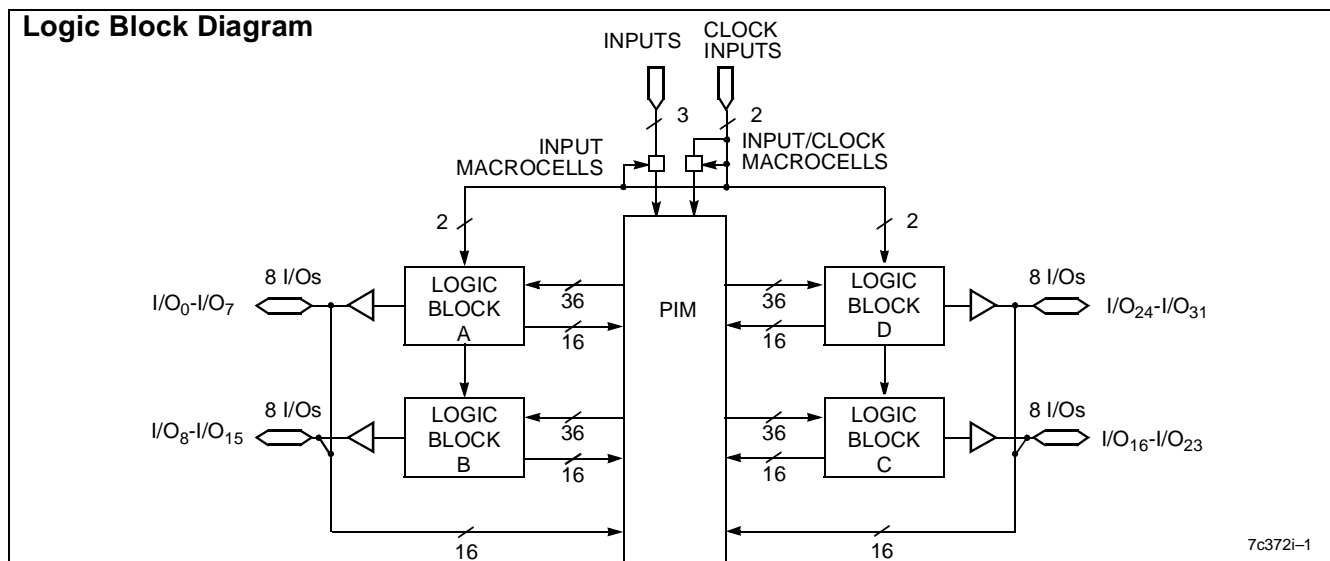 Logic Block Diagram
INPUTS
CLOCK
INPUTS
3
2
INPUT
MACROCELLS
INPUT/CLOCK
MACROCELLS
2
2
8 I/Os
I/O0-I/O7
LOGIC
BLOCK
A
36
16
PIM
36
16
LOGIC
BLOCK
D
8 I/Os
I/O24-I/O31
8 I/Os
I/O8-I/O15
LOGIC
BLOCK
B
36
16
36
16
LOGIC
BLOCK
C
8 I/Os
I/O16-I/O23
16
16
7c372i–1